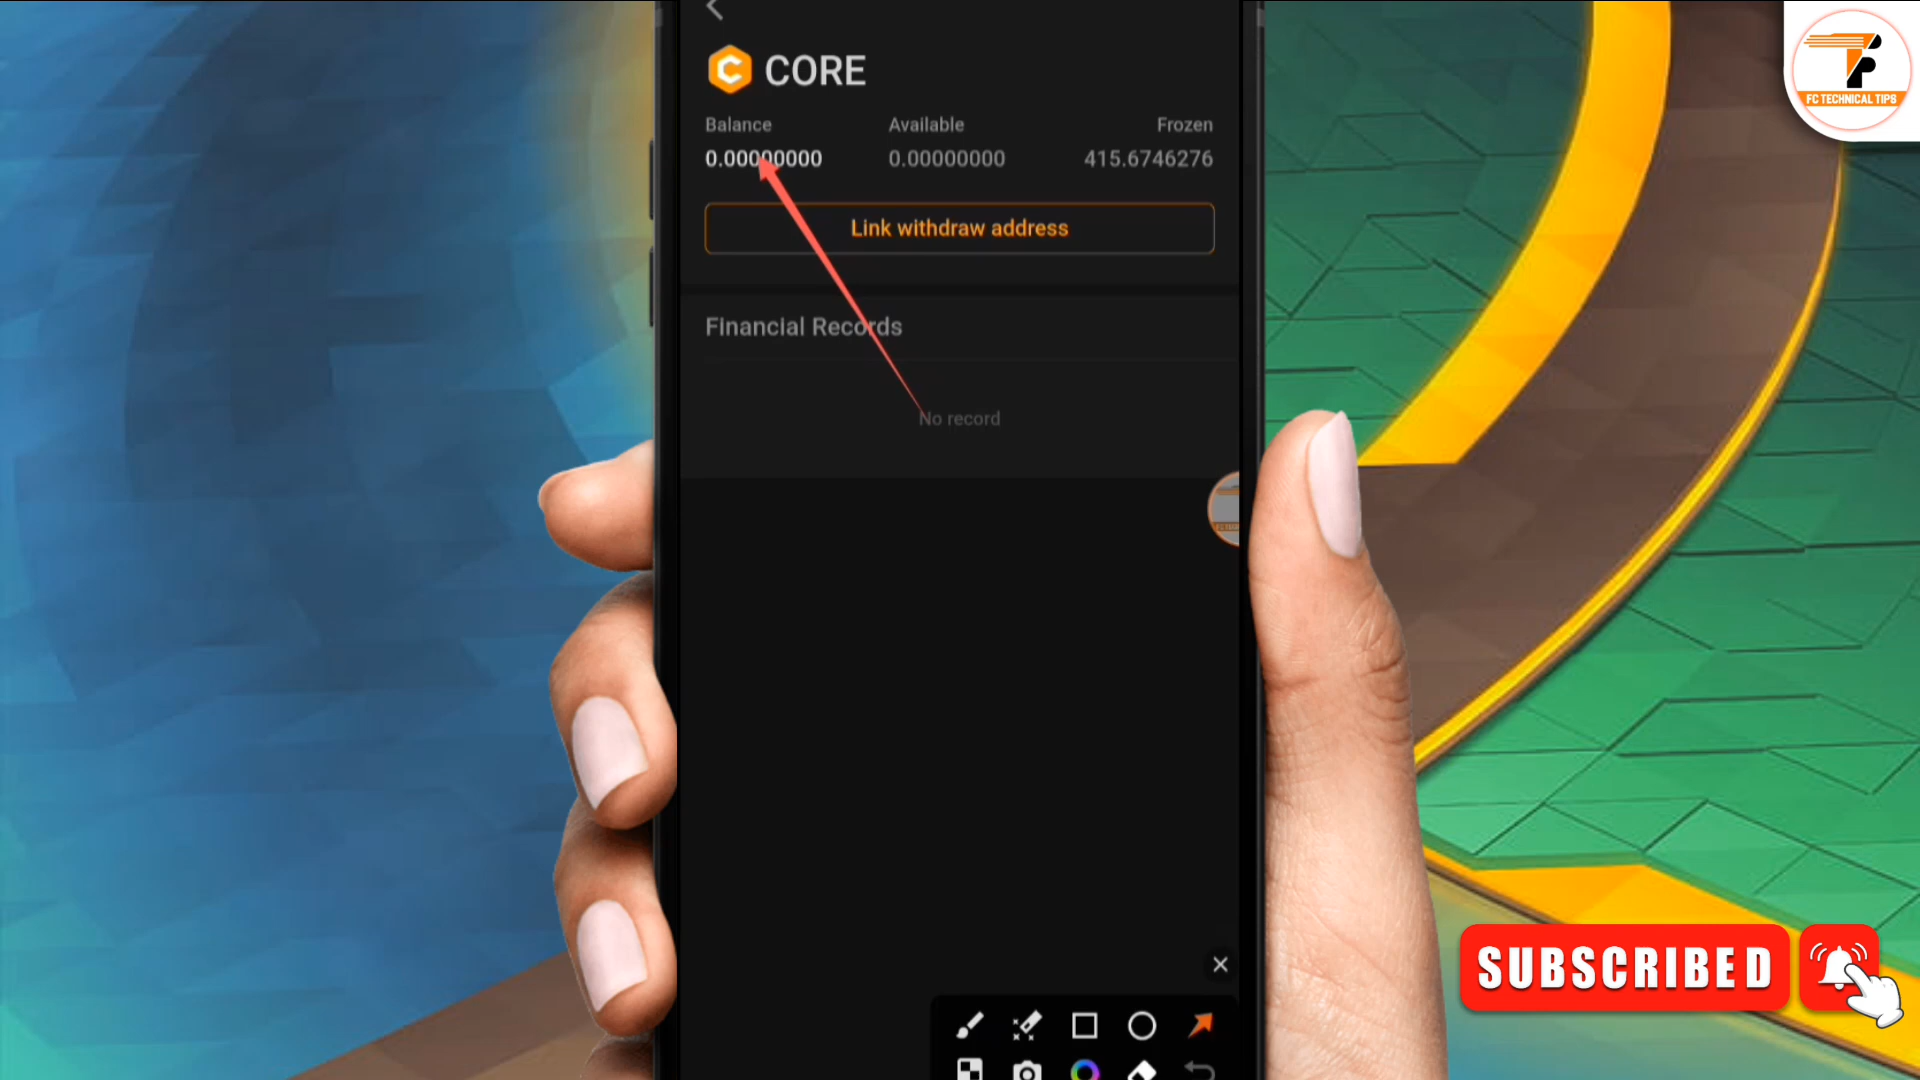 CORE
Balance Available Frozen
0.00000000 0.00000000 415.6746276
Link withdraw address
Financial Records
No record
FC TECHNICAL TIPS
SUBSCRIBED